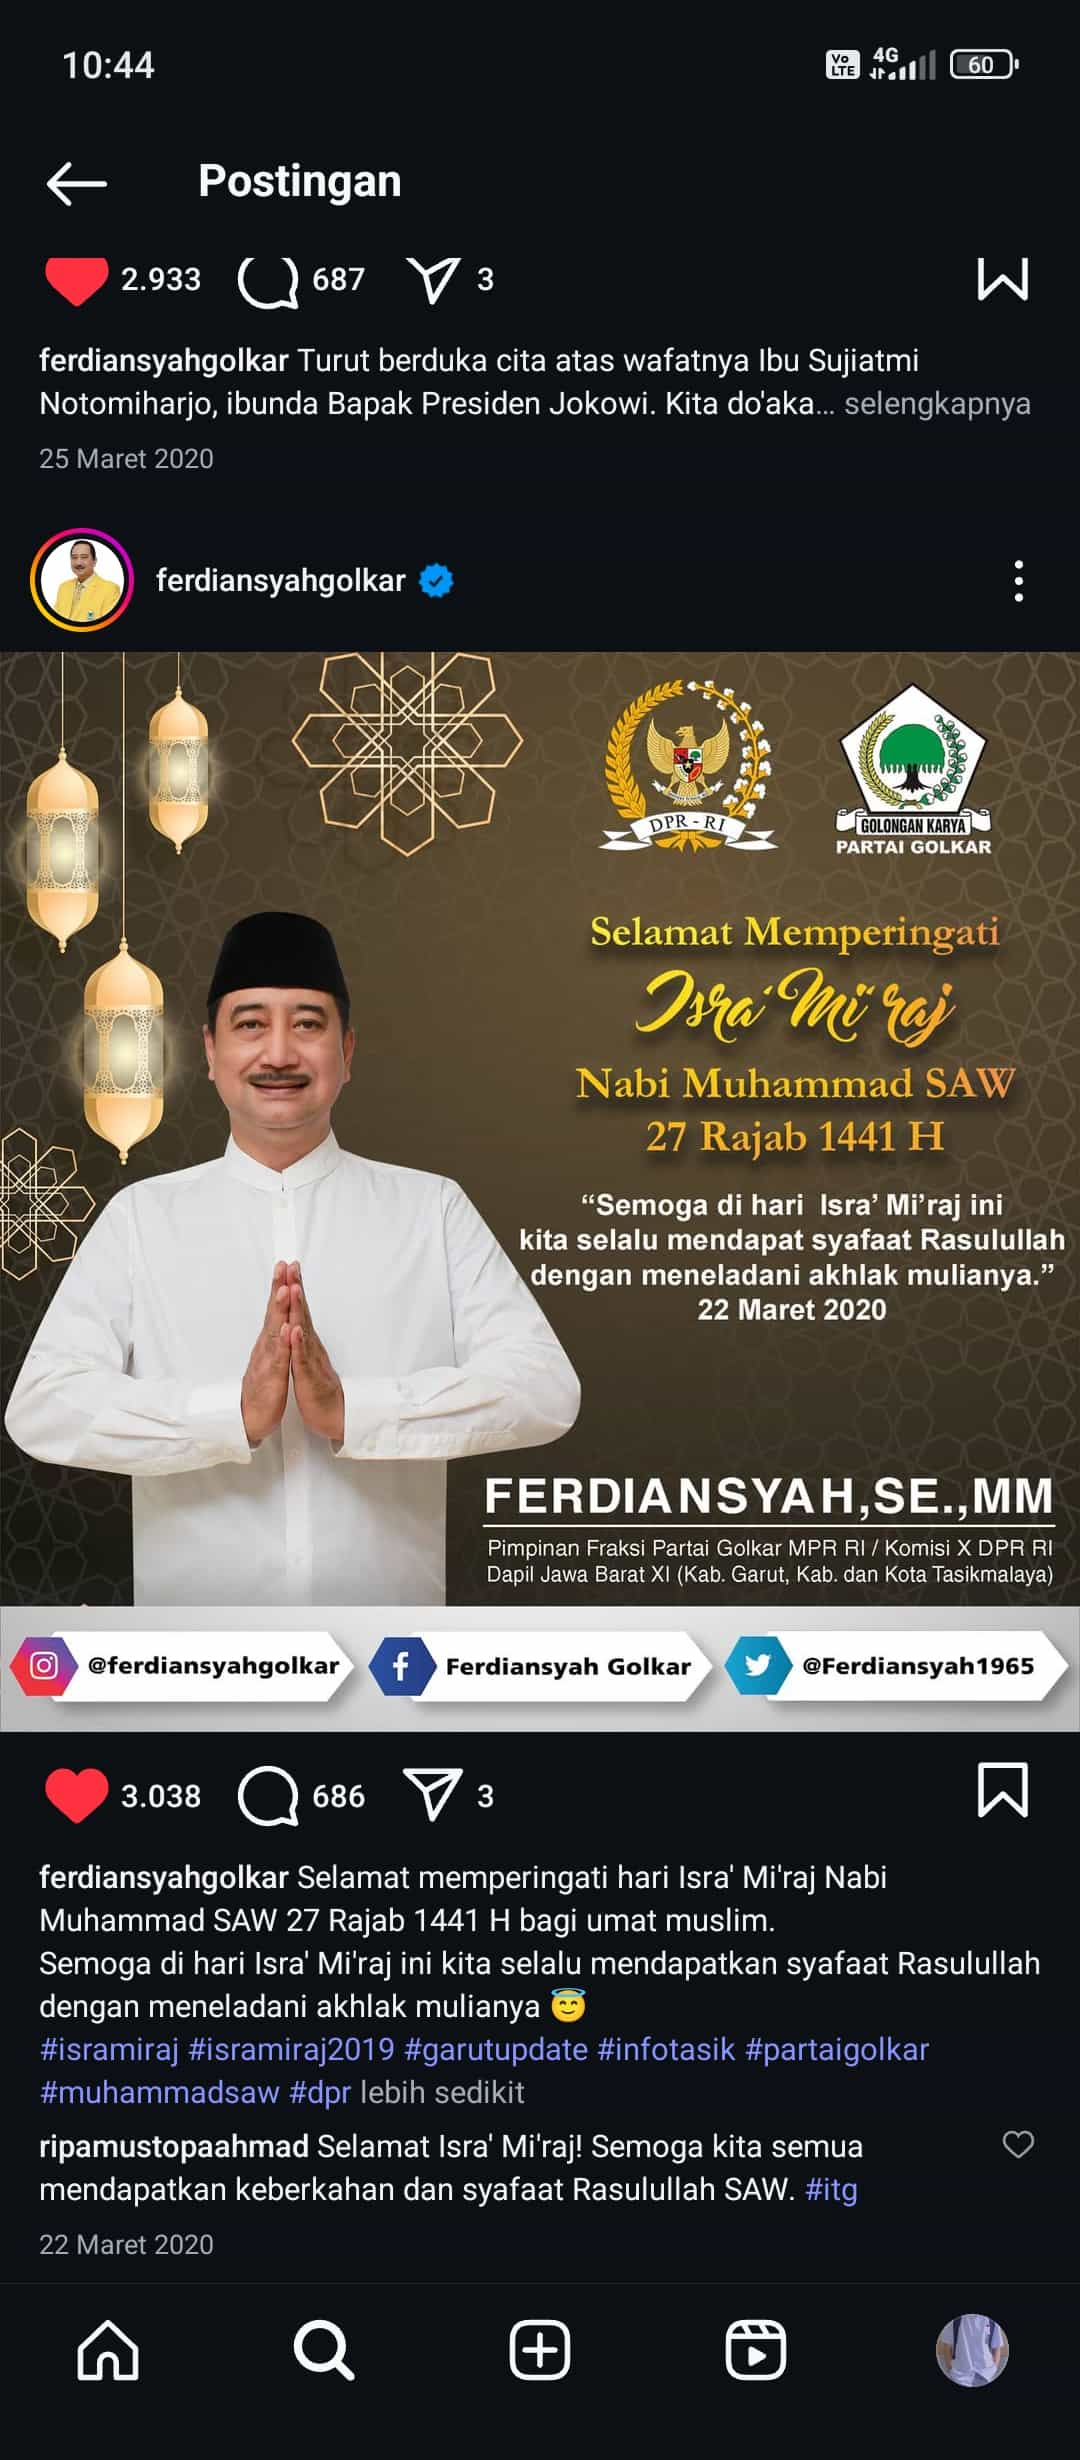 10:44
Vo LTE 4G 60
Postingan
2.933 687 3
ferdiansyahgolkar Turut berduka cita atas wafatnya Ibu Sujiatmi
Notomiharjo, ibunda Bapak Presiden Jokowi. Kita do'aka... selengkapnya
25 Maret 2020
ferdiansyahgolkar
DPR-RI
GOLONGAN KARYA
PARTAI GOLKAR
Selamat Memperingati
Isra' Mi'raj
Nabi Muhammad SAW
27 Rajab 1441 H
“Semoga di hari Isra’ Mi’raj ini
kita selalu mendapat syafaat Rasulullah
dengan meneladani akhlak mulianya.”
22 Maret 2020
FERDIANSYAH,SE.,MM
Pimpinan Fraksi Partai Golkar MPR RI / Komisi X DPR RI
Dapil Jawa Barat XI (Kab. Garut, Kab. dan Kota Tasikmalaya)
@ferdiansyahgolkar Ferdiansyah Golkar @Ferdiansyah1965
3.038 686 3
ferdiansyahgolkar Selamat memperingati hari Isra' Mi'raj Nabi
Muhammad SAW 27 Rajab 1441 H bagi umat muslim.
Semoga di hari Isra' Mi'raj ini kita selalu mendapatkan syafaat Rasulullah
dengan meneladani akhlak mulianya 😇
#isramiraj #isramiraj2019 #garutupdate #infotasik #partaigolkar
#muhammadsaw #dpr lebih sedikit
ripamustopaahmad Selamat Isra' Mi'raj! Semoga kita semua
mendapatkan keberkahan dan syafaat Rasulullah SAW. #itg
22 Maret 2020